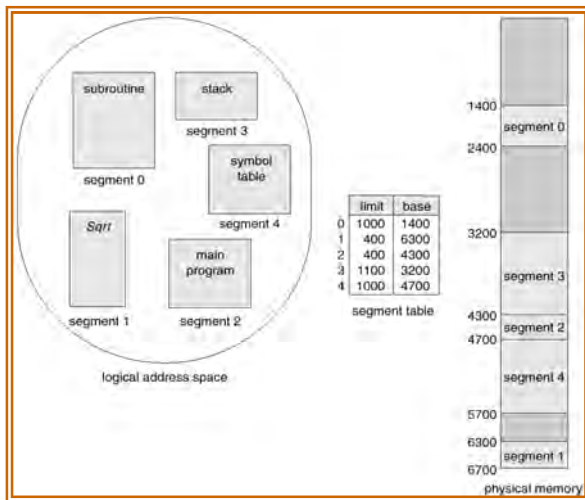 subroutine
segment 0
stack
segment 3
symbol
table
segment 4
Sqrt
segment 1
main
program
segment 2
logical address space
limit base
0 1000 1400
1 400 6300
2 400 4300
3 1100 3200
4 1000 4700
segment table
1400
segment 0
2400
3200
segment 3
4300
segment 2
4700
segment 4
5700
6300
segment 1
6700
physical memory